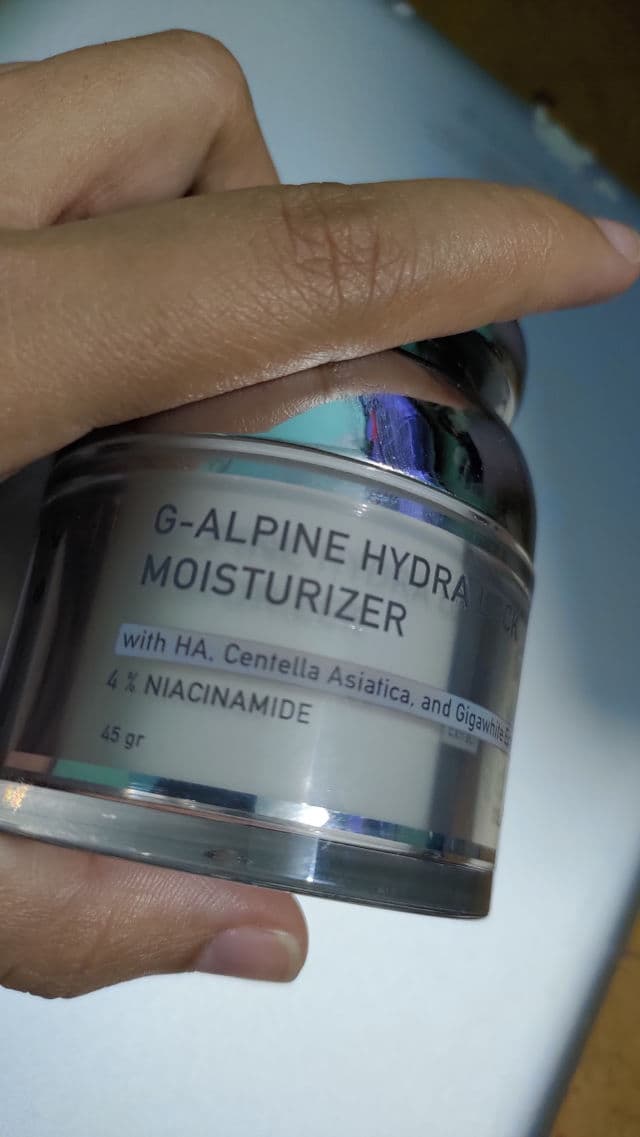 G-ALPINE HYDRA
MOISTURIZER
with HA, Centella Asiatica, and Gigawhite
4 % NIACINAMIDE
45 gr